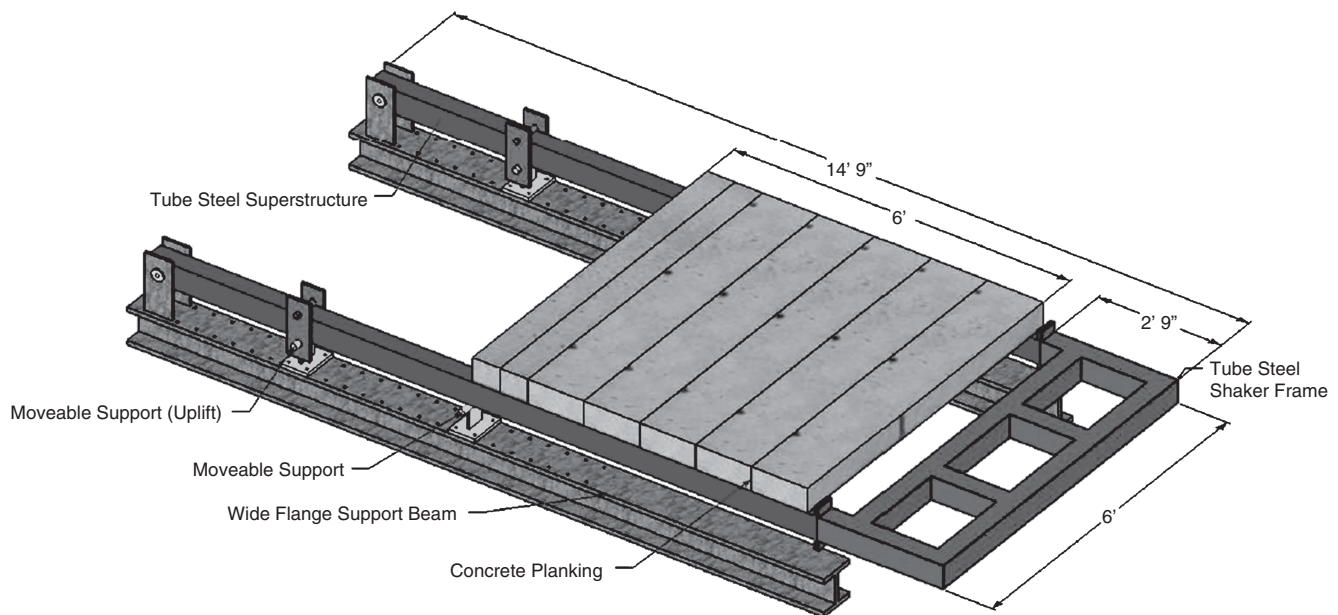 14' 9”
6'
Tube Steel Superstructure
2' 9”
Tube Steel
Shaker Frame
Moveable Support (Uplift)
Moveable Support
Wide Flange Support Beam
6'
Concrete Planking